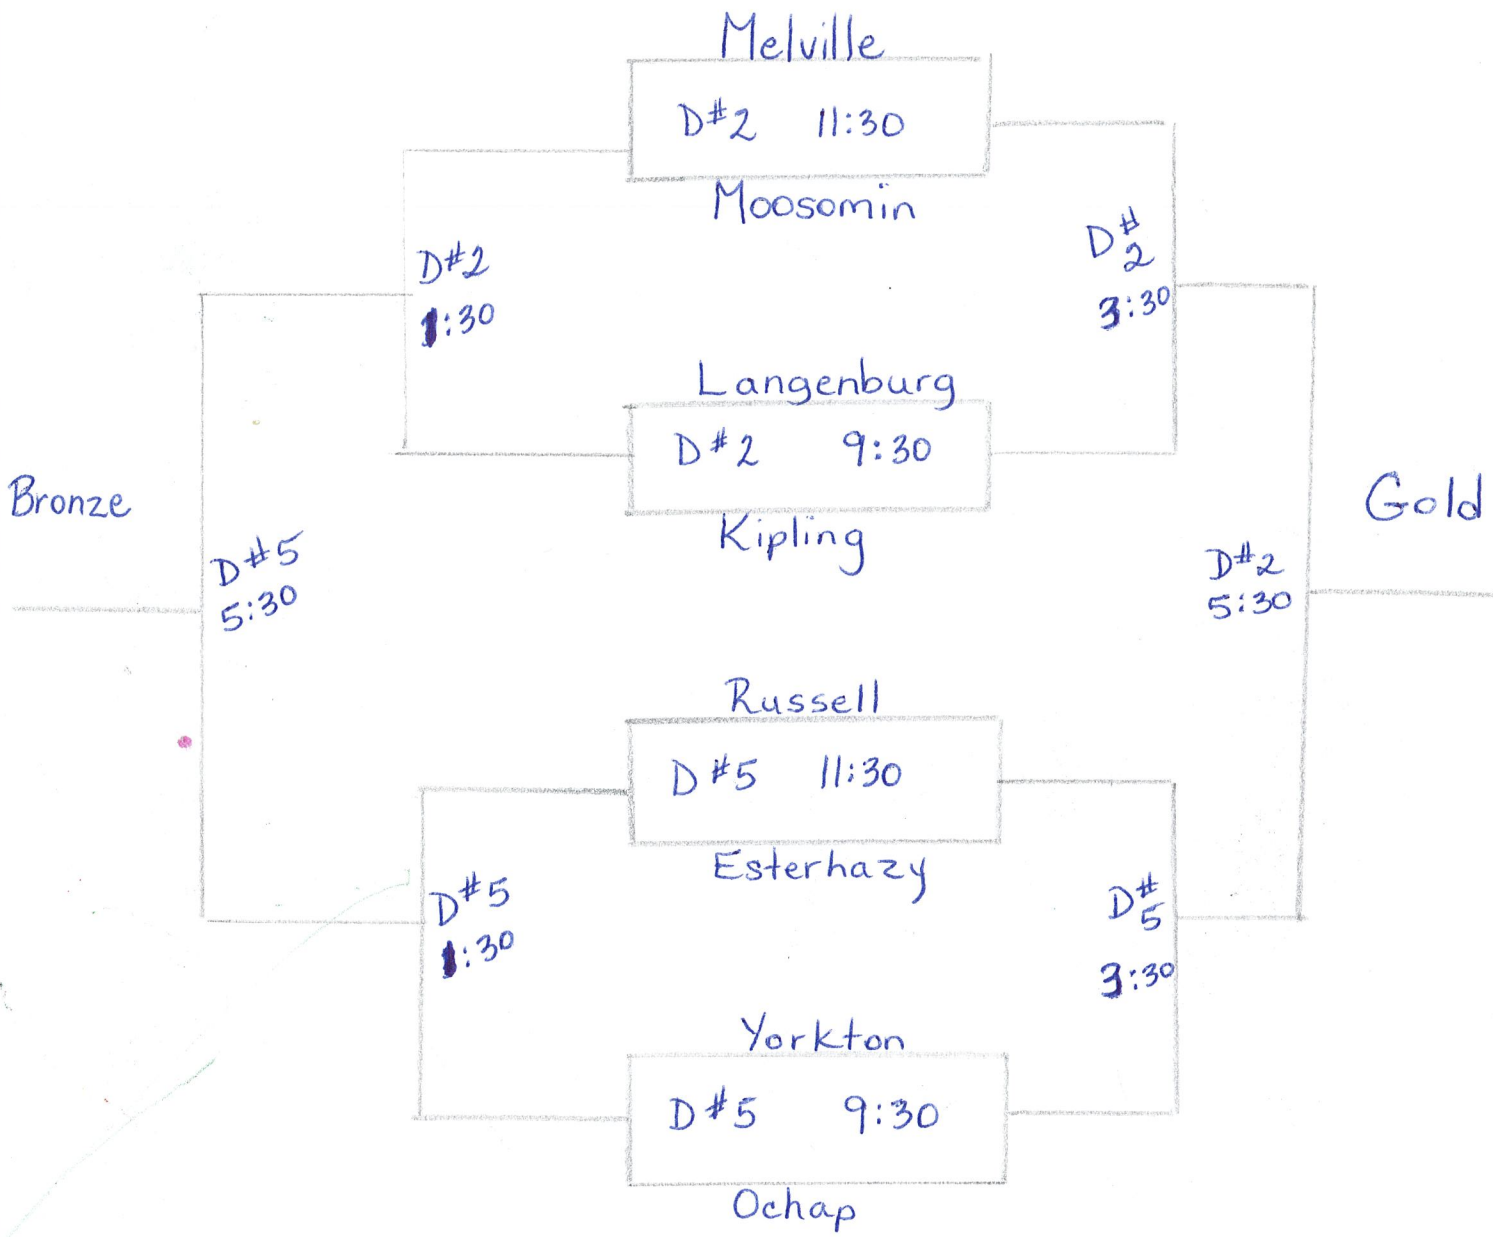 Melville
D#2 11:30
Moosomin
D#2
1:30
D#
2
3:30
Langenburg
D#2 9:30
Kipling
Bronze
D#5
5:30
Gold
D#2
5:30
Russell
D#5 11:30
Esterhazy
D#5
1:30
D#
5
3:30
Yorkton
D#5 9:30
Ochap